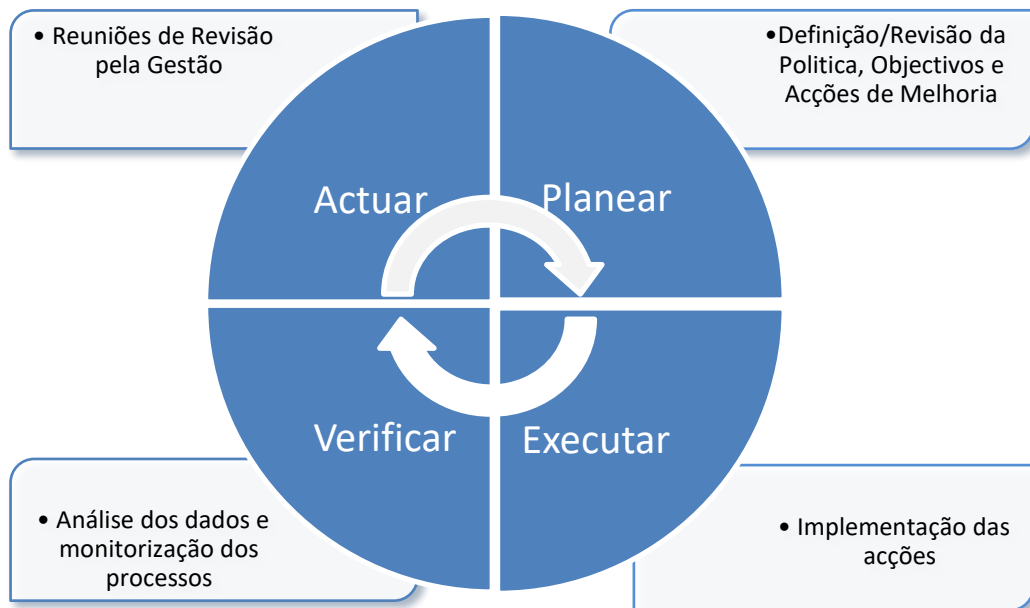 • Reuniões de Revisão
pela Gestão
•Definição/Revisão da
Politica, Objectivos e
Acções de Melhoria
Actuar
Planear
Verificar
Executar
• Análise dos dados e
monitorização dos
processos
• Implementação das
acções